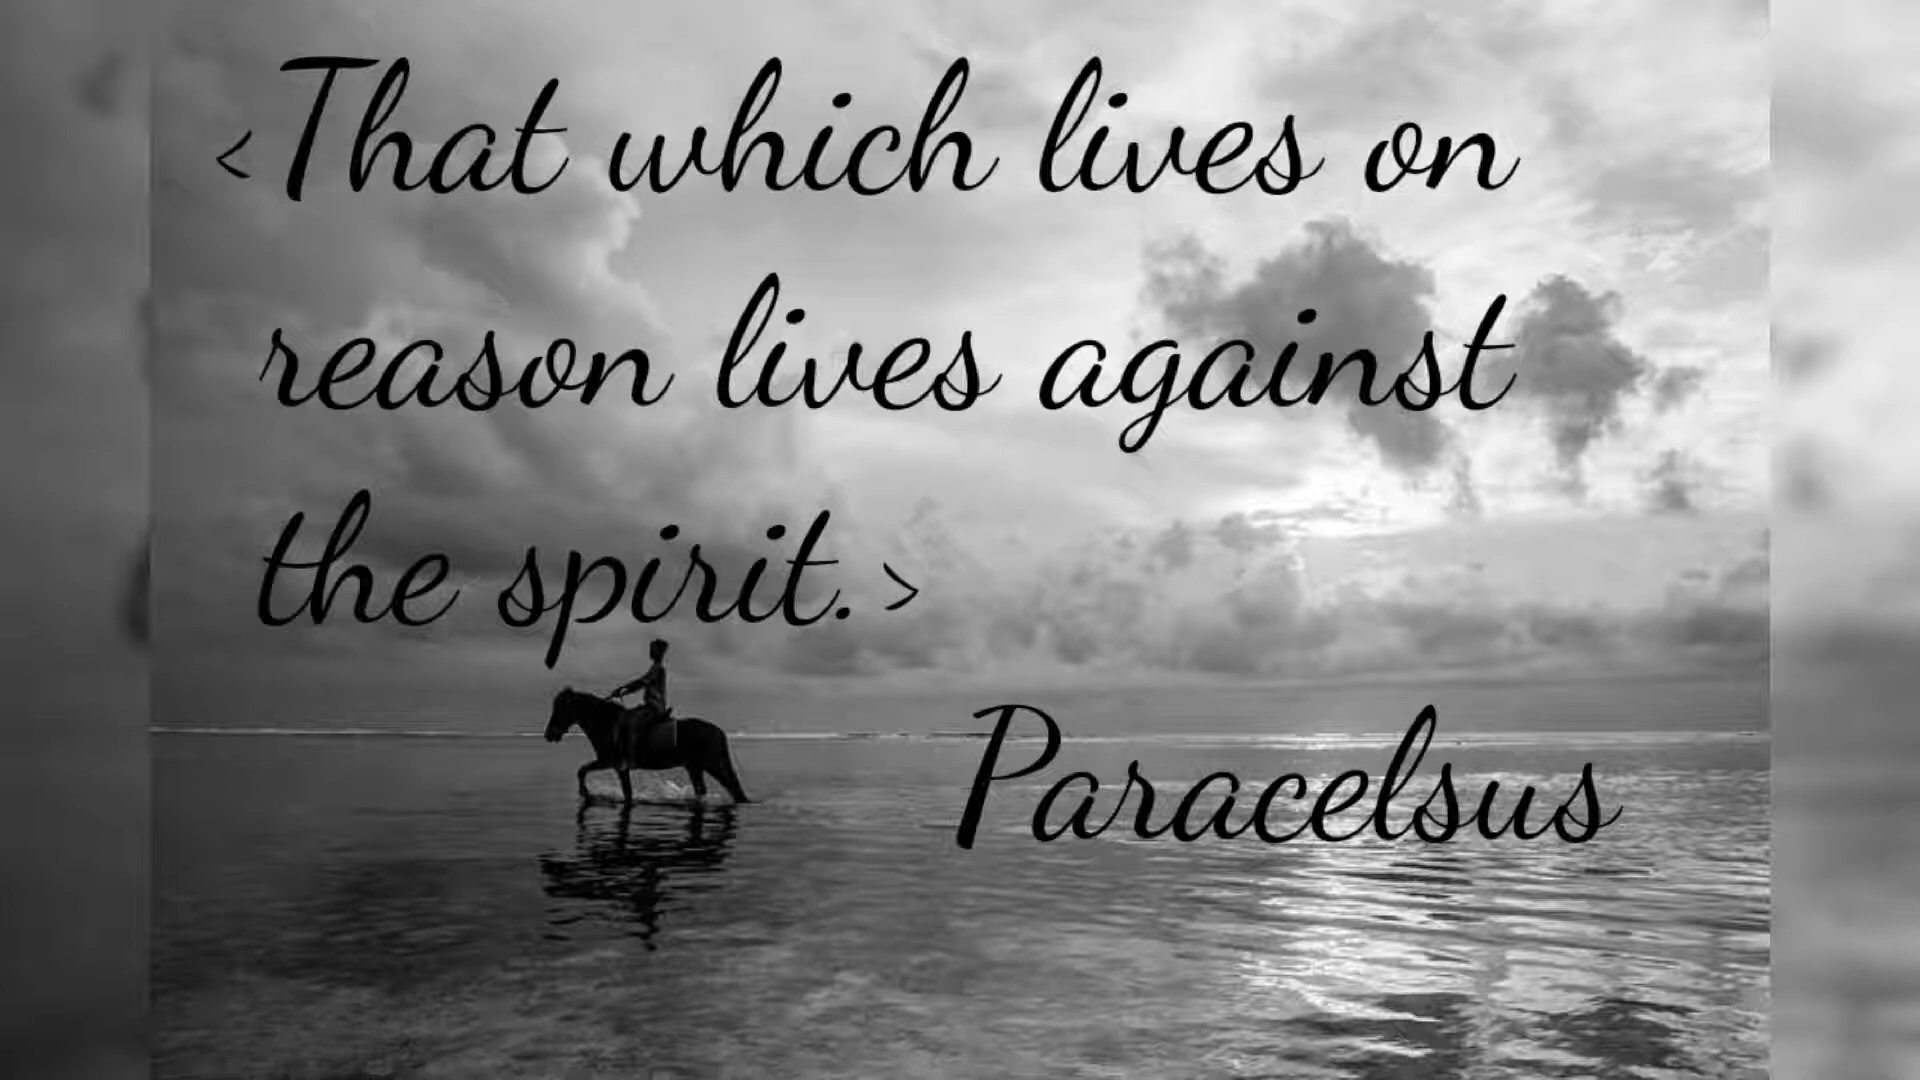 <That which lives on
reason lives against
the spirit.>
Paracelsus